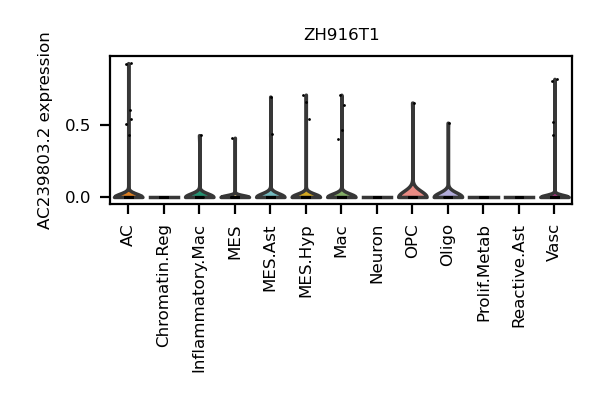 ZH916T1
AC239803.2 expression
0.5
0.0
AC
Chromatin.Reg
Inflammatory.Mac
MES
MES.Ast
MES.Hyp
Mac
Neuron
OPC
Oligo
Prolif.Metab
Reactive.Ast
Vasc